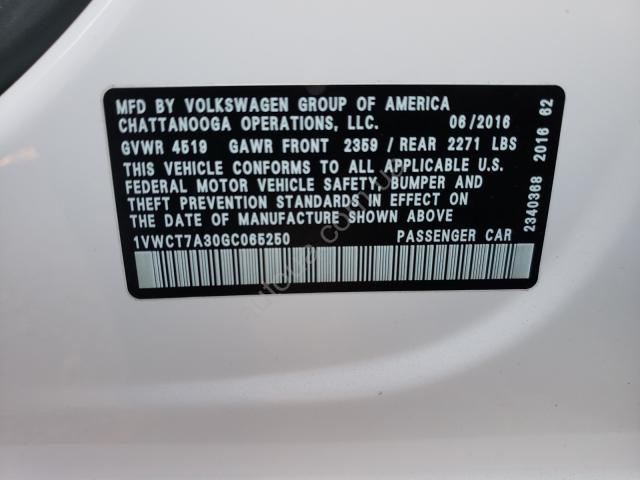 MFD BY VOLKSWAGEN GROUP OF AMERICA
CHATTANOOGA OPERATIONS, LLC. 06/2016
GVWR 4519 GAWR FRONT 2359 / REAR 2271 LBS
THIS VEHICLE CONFORMS TO ALL APPLICABLE U.S.
FEDERAL MOTOR VEHICLE SAFETY, BUMPER AND
THEFT PREVENTION STANDARDS IN EFFECT ON
THE DATE OF MANUFACTURE SHOWN ABOVE
1VWCT7A30GC065250 PASSENGER CAR
2340368 2016 62